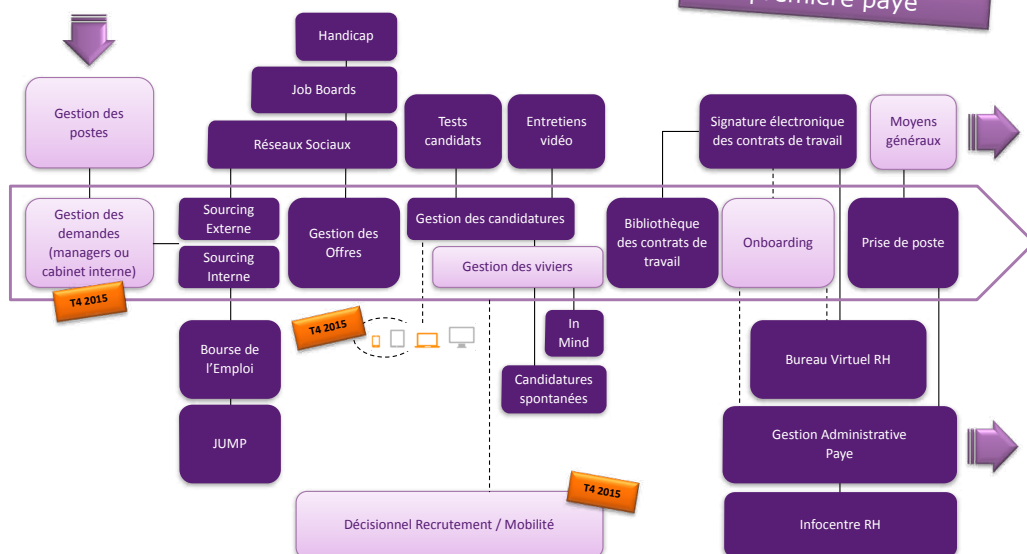 première paye
Handicap
Job Boards
Réseaux Sociaux
Gestion des
postes
Tests
candidats
Entretiens
vidéo
Signature électronique
des contrats de travail
Moyens
généraux
Gestion des
demandes
(managers ou
cabinet interne)
T4 2015
Sourcing
Externe
Sourcing
Interne
Gestion des
Offres
Gestion des candidatures
Gestion des viviers
Bibliothèque
des contrats de
travail
Onboarding
Prise de poste
T4 2015
Bourse de
l'Emploi
JUMP
In
Mind
Candidatures
spontanées
Bureau Virtuel RH
Gestion Administrative
Paye
Infocentre RH
T4 2015
Décisionnel Recrutement / Mobilité